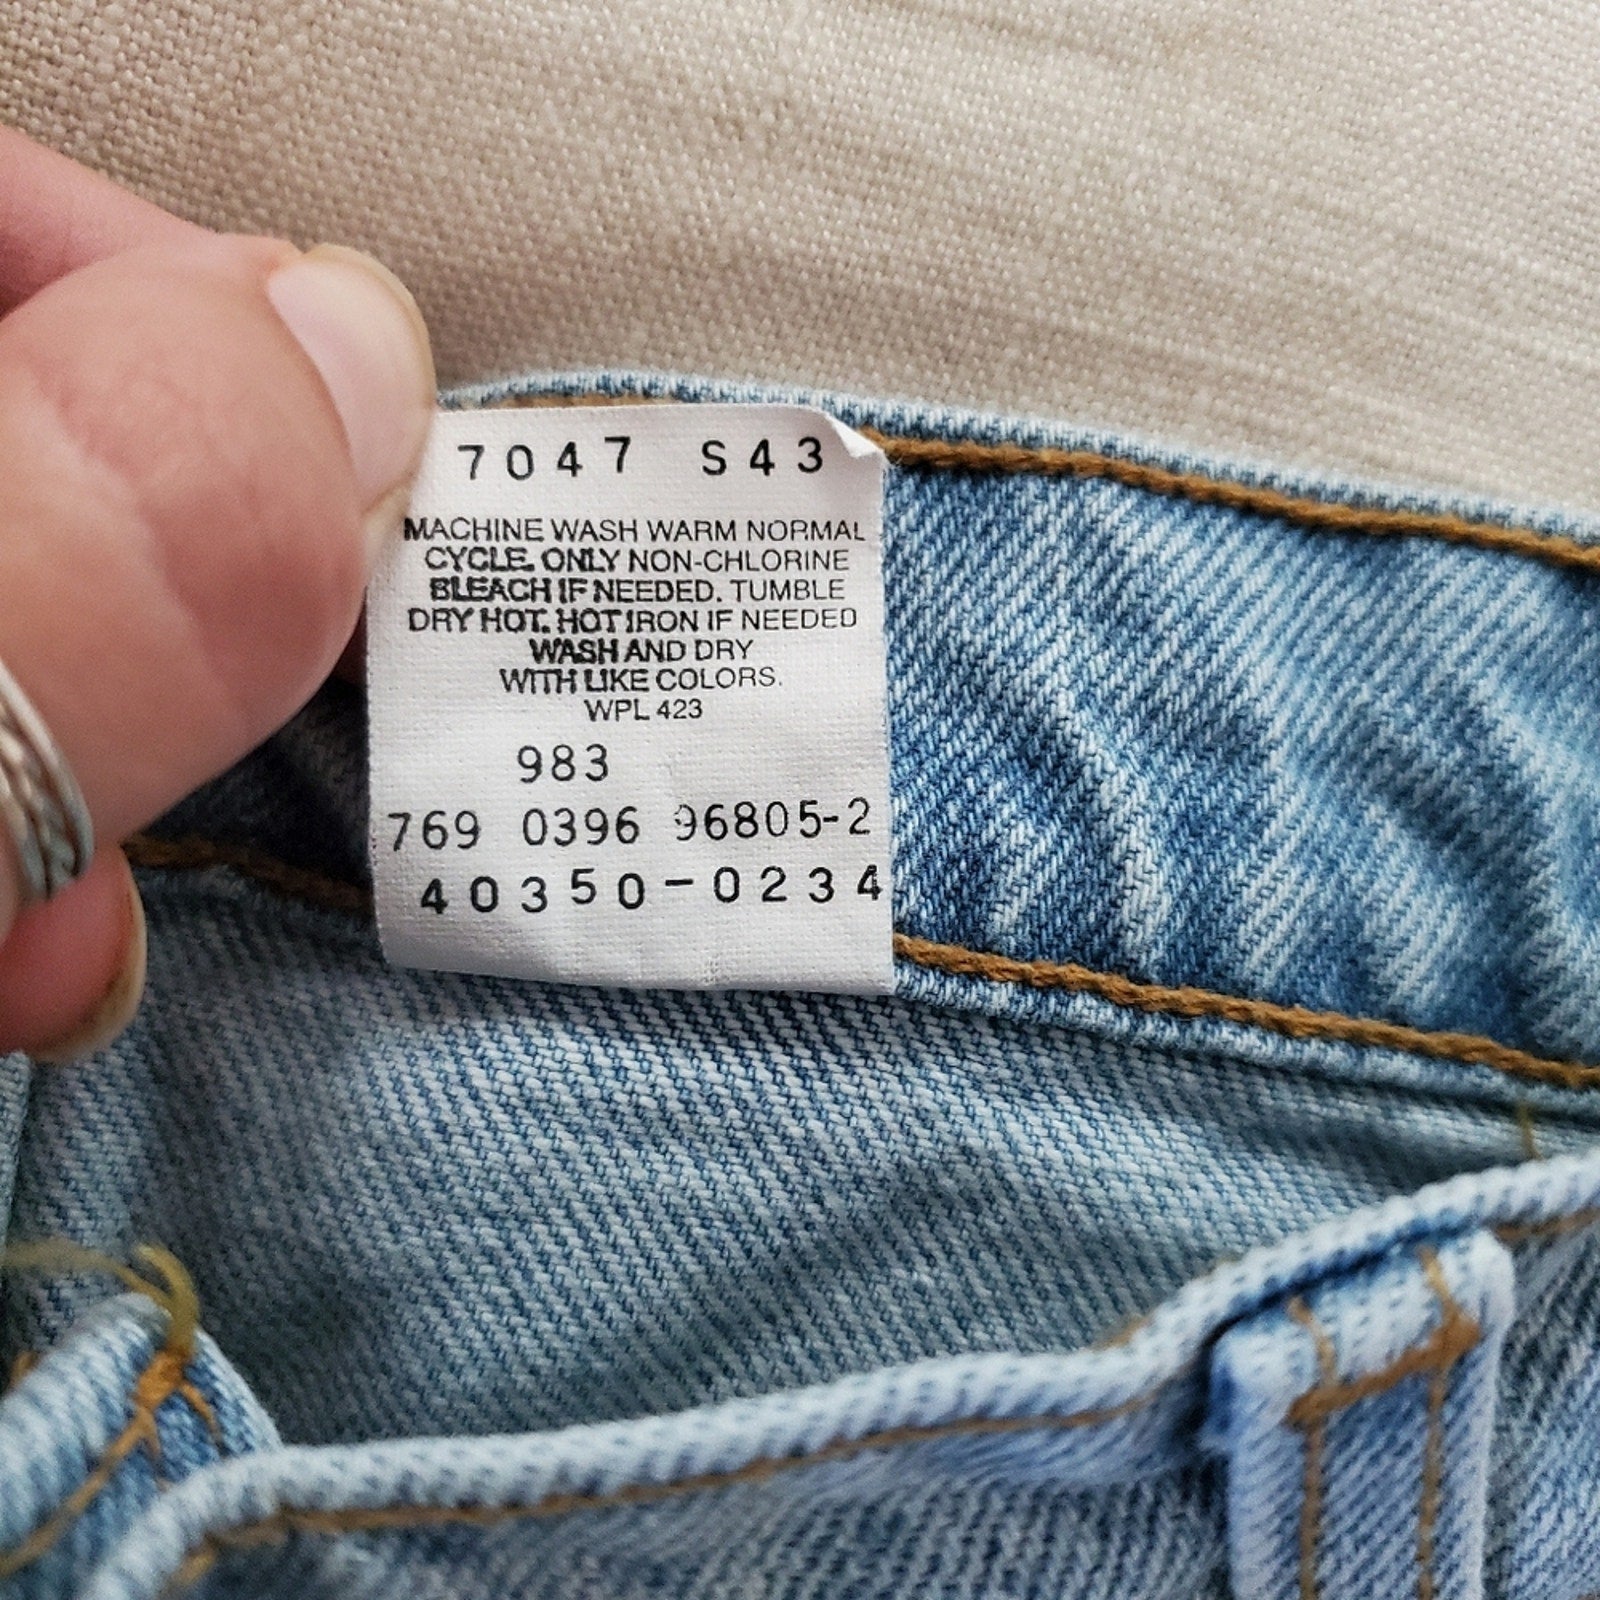 7047 S43
MACHINE WASH WARM NORMAL
CYCLE. ONLY NON-CHLORINE
BLEACH IF NEEDED. TUMBLE
DRY HOT. HOT IRON IF NEEDED
WASH AND DRY
WITH LIKE COLORS.
WPL 423
983
769 0396 96805-2
40350-0234